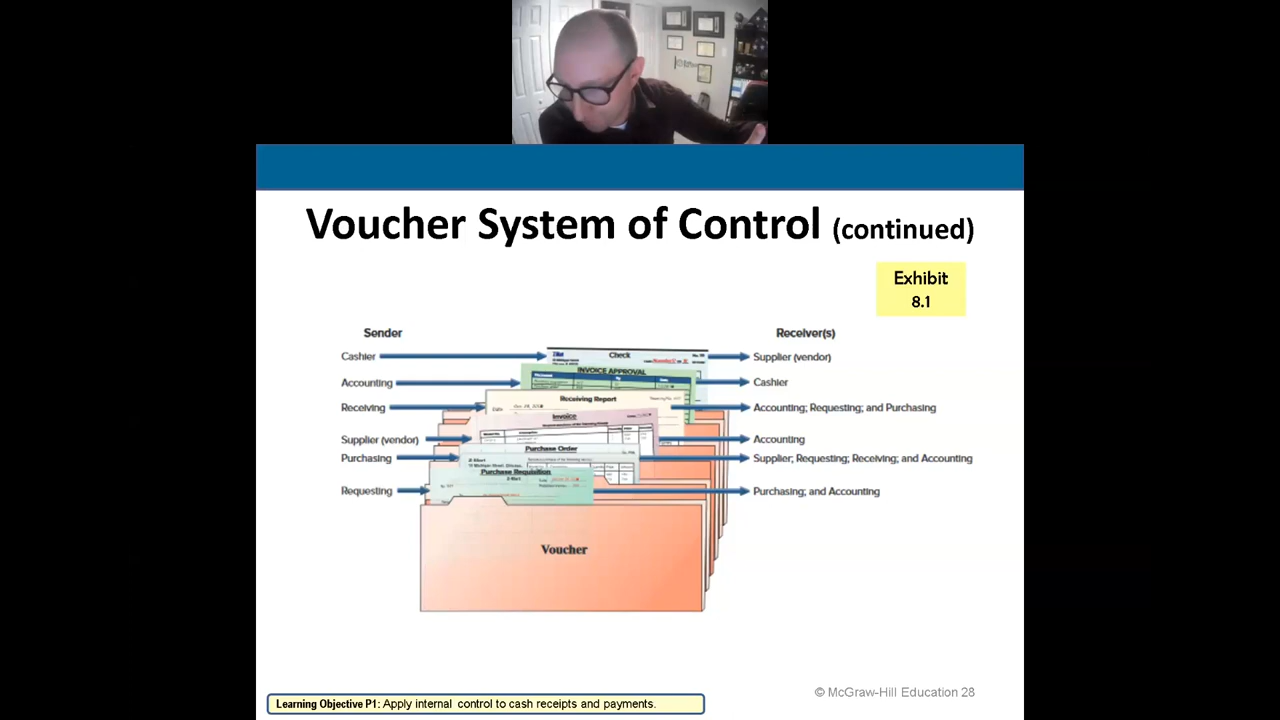 Voucher System of Control (continued)
Exhibit
8.1
Sender
Receiver(s)
Cashier
Check
Supplier (vendor)
Accounting
INVOICE APPROVAL
Cashier
Receiving
Receiving Report
Accounting; Requesting; and Purchasing
Supplier (vendor)
Invoice
Accounting
Purchasing
Purchase Order
Supplier; Requesting; Receiving; and Accounting
Requesting
Purchase Requisition
Purchasing; and Accounting
Voucher
© McGraw-Hill Education 28
Learning Objective P1: Apply internal control to cash receipts and payments.